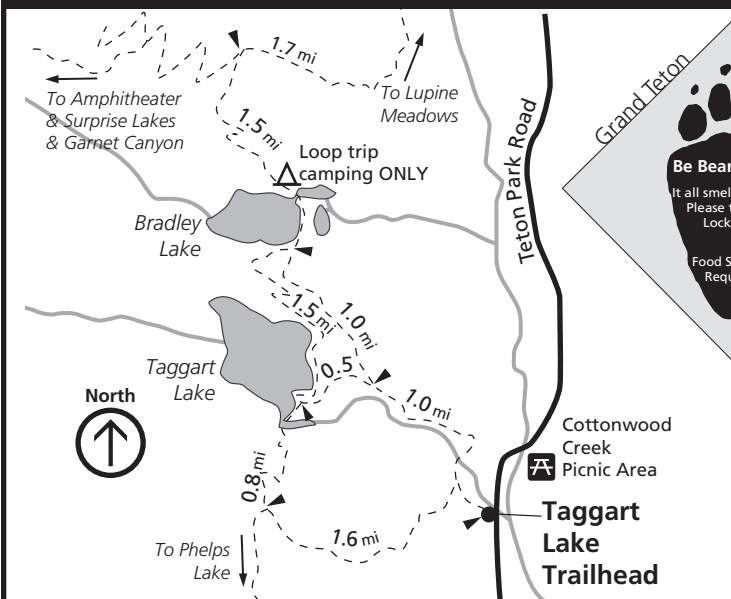 1.7 mi
To Amphitheater
& Surprise Lakes
& Garnet Canyon
To Lupine
Meadows
Grand Teton
Teton Park Road
Be Bear
It all smel
Please
Lock
Food S
Requ
1.5 mi
Loop trip
camping ONLY
Bradley
Lake
1.5 mi
1.0 mi
Taggart
Lake
0.5
1.0 mi
North
Cottonwood
Creek
Picnic Area
0.8 mi
Taggart
Lake
Trailhead
1.6 mi
To Phelps
Lake